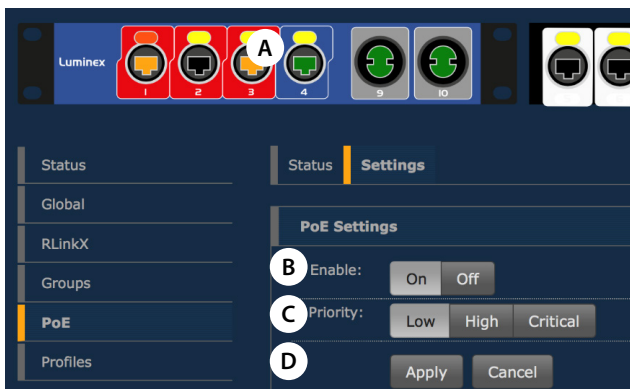 A
Luminex
1 2 3 4 9 10
Status
Global
RLinkX
Groups
PoE
Profiles
Status Settings
PoE Settings
B Enable: On Off
C Priority: Low High Critical
D Apply Cancel